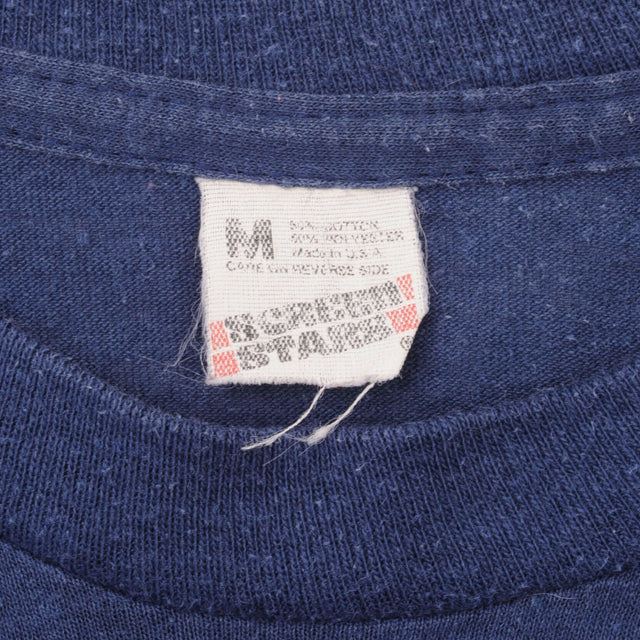 M
50% COTTON
50% POLYESTER
Made in U.S.A.
CARE ON REVERSE SIDE
SCREEN
STARS